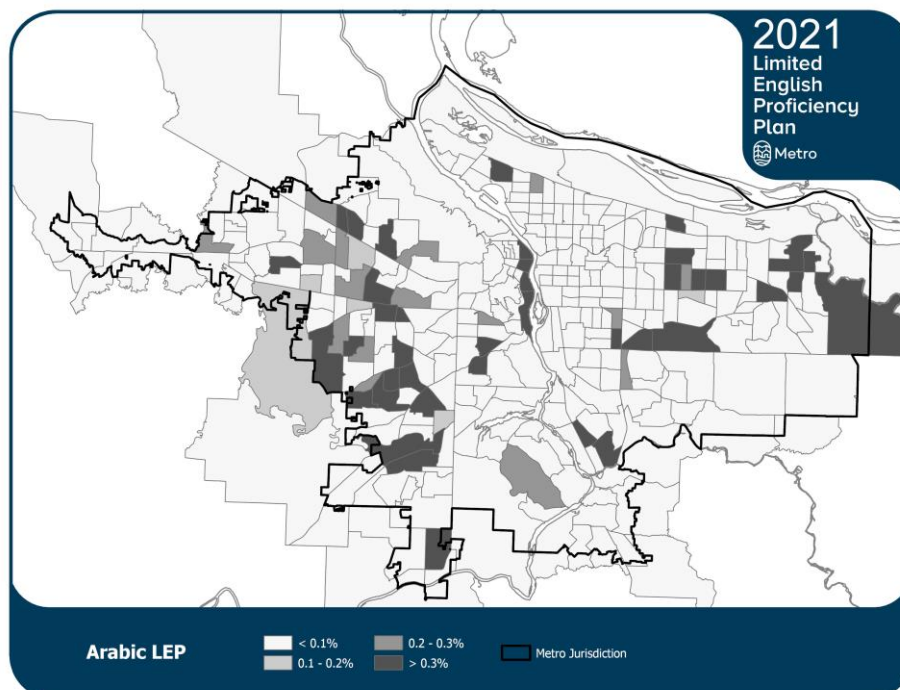 2021
Limited
English
Proficiency
Plan
Metro
Arabic LEP
< 0.1%
0.2 - 0.3%
Metro Jurisdiction
0.1 - 0.2%
> 0.3%